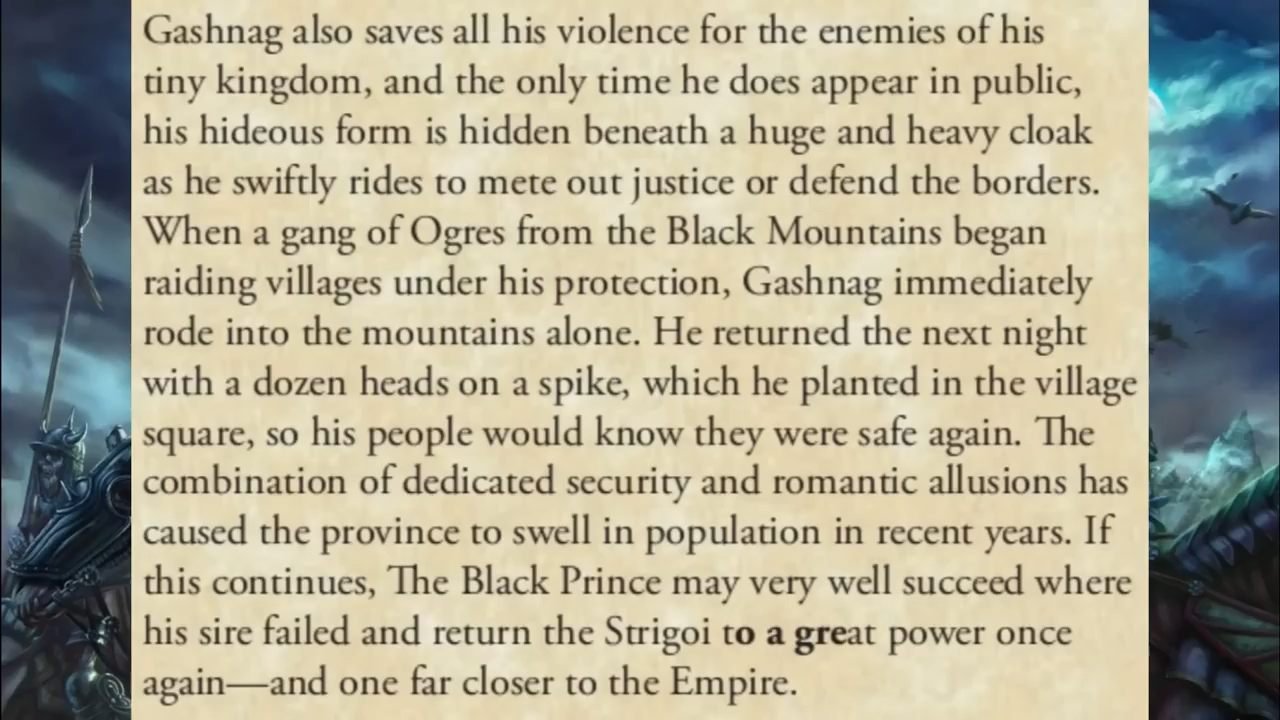 Gashnag also saves all his violence for the enemies of his
tiny kingdom, and the only time he does appear in public,
his hideous form is hidden beneath a huge and heavy cloak
as he swiftly rides to mete out justice or defend the borders.
When a gang of Ogres from the Black Mountains began
raiding villages under his protection, Gashnag immediately
rode into the mountains alone. He returned the next night
with a dozen heads on a spike, which he planted in the village
square, so his people would know they were safe again. The
combination of dedicated security and romantic allusions has
caused the province to swell in population in recent years. If
this continues, The Black Prince may very well succeed where
his sire failed and return the Strigoi to a great power once
again—and one far closer to the Empire.